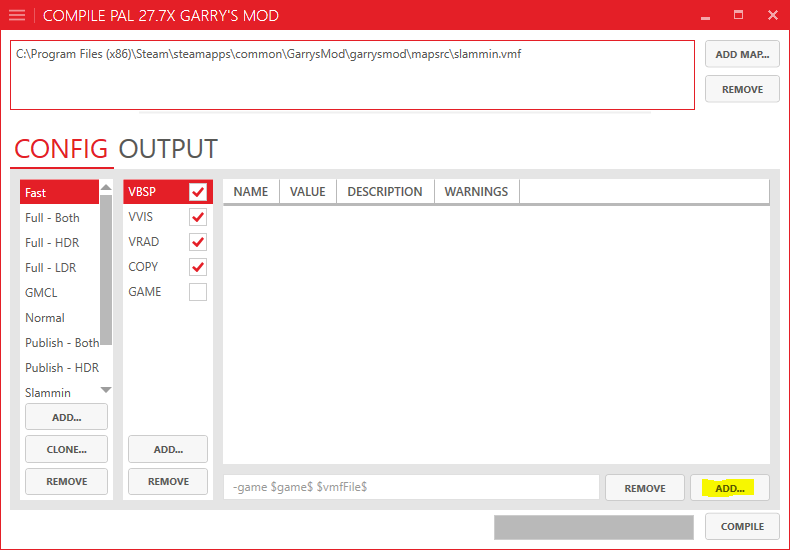 COMPILE PAL 27.7X GARRY'S MOD
C:\Program Files (x86)\Steam\steamapps\common\GarrysMod\garrysmod\mapsrc\slammin.vmf
ADD MAP...
REMOVE
CONFIG OUTPUT
Fast
Full - Both
Full - HDR
Full - LDR
GMCL
Normal
Publish - Both
Publish - HDR
Slammin
ADD...
CLONE...
REMOVE
VBSP
VVIS
VRAD
COPY
GAME
ADD...
REMOVE
NAME VALUE DESCRIPTION WARNINGS
-game $game$ $vmfFile$
REMOVE
ADD...
COMPILE